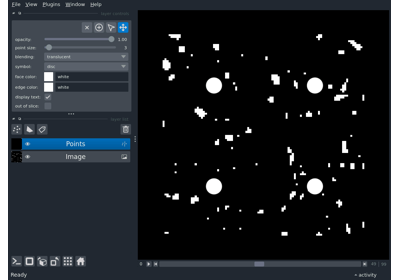 File View Plugins Window Help
opacity: 1.00
point size:
blending: translucent
symbol: disc
face color: white
edge color: white
display text:
out of slice:
Points
Image
Ready
activity